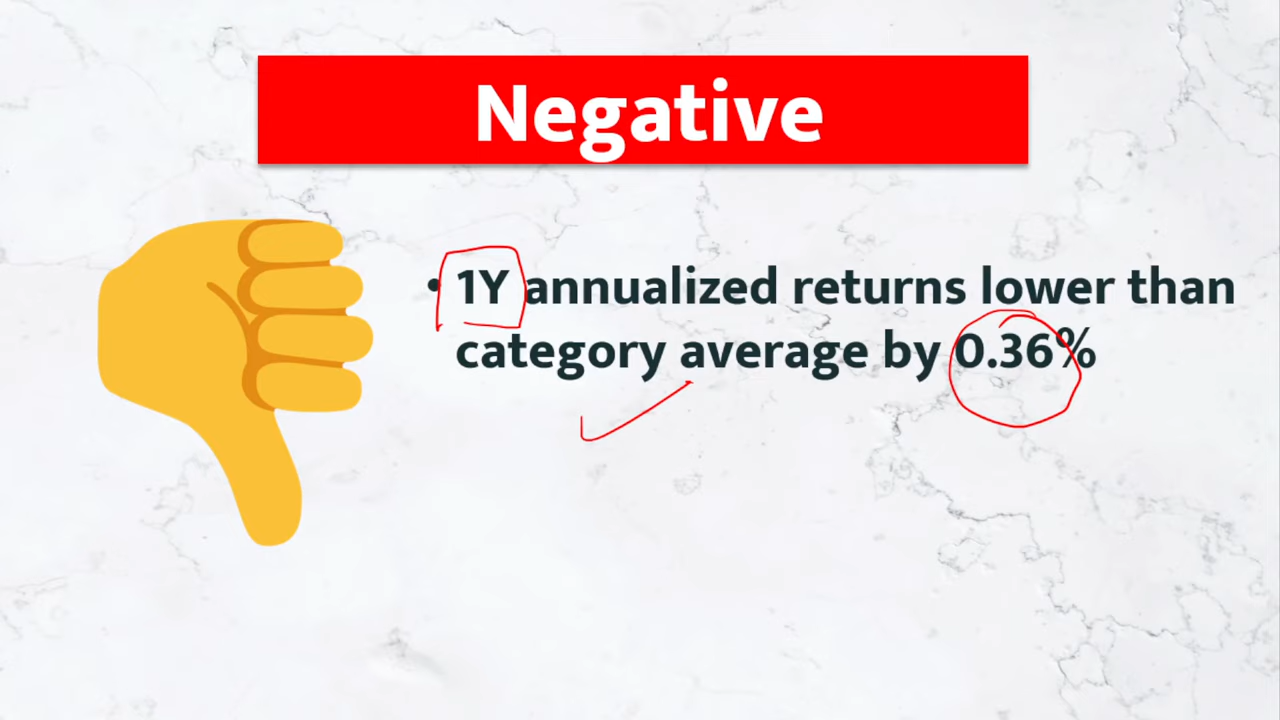 Negative
• 1Y annualized returns lower than
category average by 0.36%